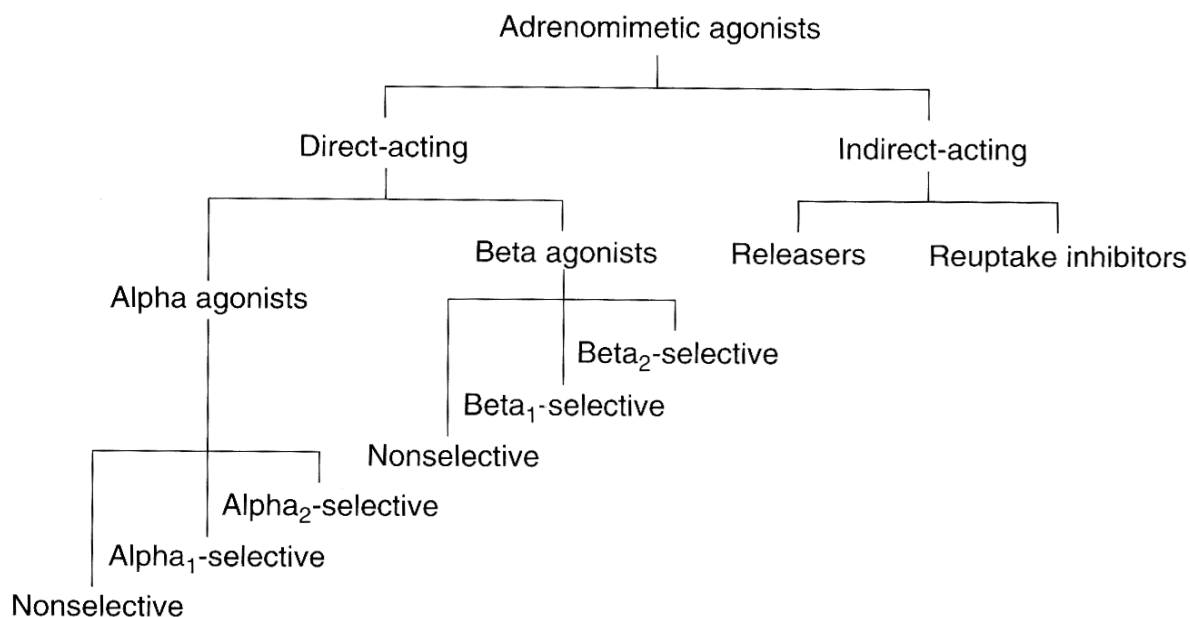 Adrenomimetic agonists
Direct-acting
Indirect-acting
Beta agonists
Releasers
Reuptake inhibitors
Alpha agonists
Beta₂-selective
Beta₁-selective
Nonselective
Alpha₂-selective
Alpha₁-selective
Nonselective